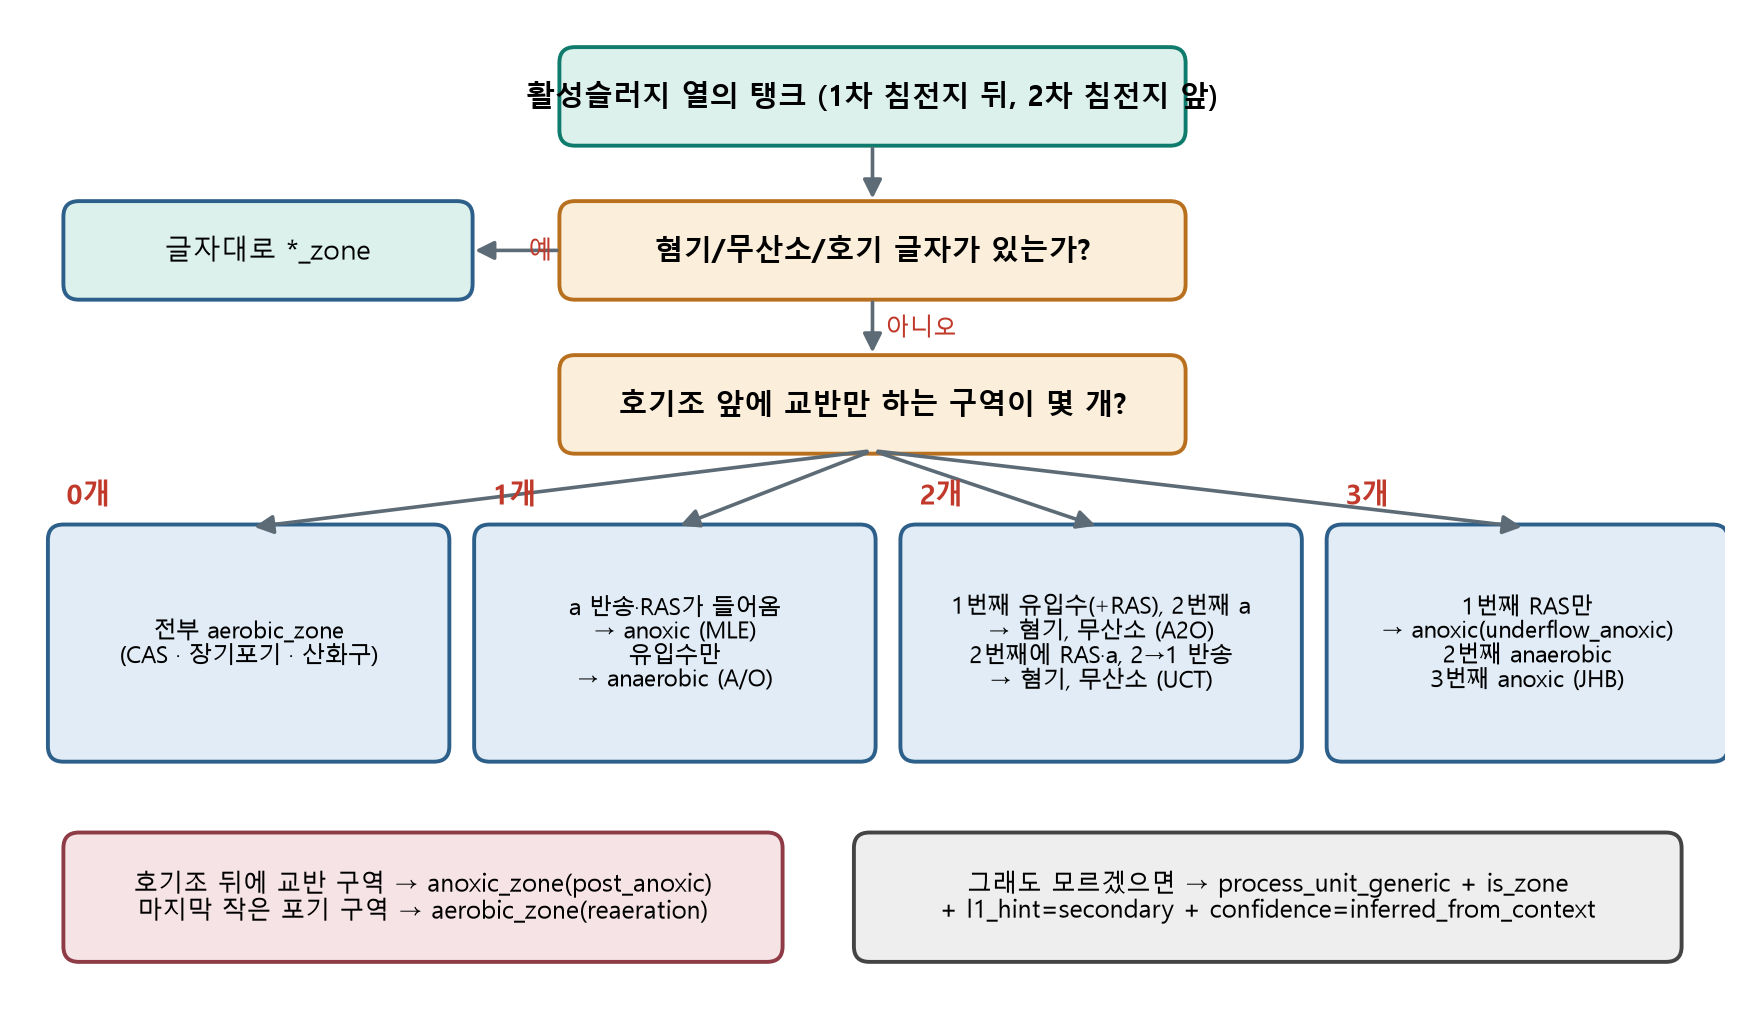 활성슬러지 열의 탱크 (1차 침전지 뒤, 2차 침전지 앞)
글자대로 *_zone
예
혐기/무산소/호기 글자가 있는가?
아니오
호기조 앞에 교반만 하는 구역이 몇 개?
0개
1개
2개
3개
전부 aerobic_zone
(CAS · 장기포기 · 산화구)
a 반송·RAS가 들어옴
→ anoxic (MLE)
유입수만
→ anaerobic (A/O)
1번째 유입수(+RAS), 2번째 a
→ 혐기, 무산소 (A2O)
2번째에 RAS·a, 2→1 반송
→ 혐기, 무산소 (UCT)
1번째 RAS만
→ anoxic(underflow_anoxic)
2번째 anaerobic
3번째 anoxic (JHB)
호기조 뒤에 교반 구역 → anoxic_zone(post_anoxic)
마지막 작은 포기 구역 → aerobic_zone(reaeration)
그래도 모르겠으면 → process_unit_generic + is_zone
+ l1_hint=secondary + confidence=inferred_from_context